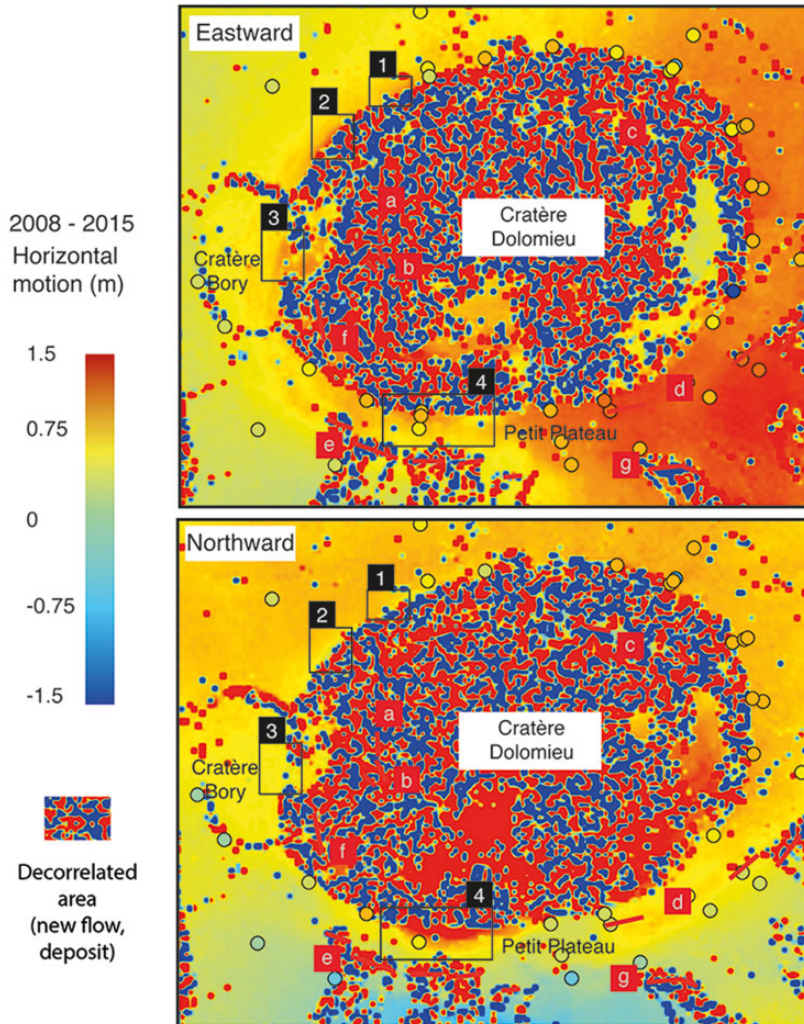 Eastward
1
2
c
a
3
Cratère
Dolomieu
2008 - 2015
Horizontal
motion (m)
Cratère
Bory
b
f
1.5
4
d
0.75
e
Petit Plateau
g
0
Northward
-0.75
1
2
c
-1.5
a
3
Cratère
Dolomieu
Cratère
Bory
b
f
Decorrelated
area
(new flow,
deposit)
4
d
Petit Plateau
e
g